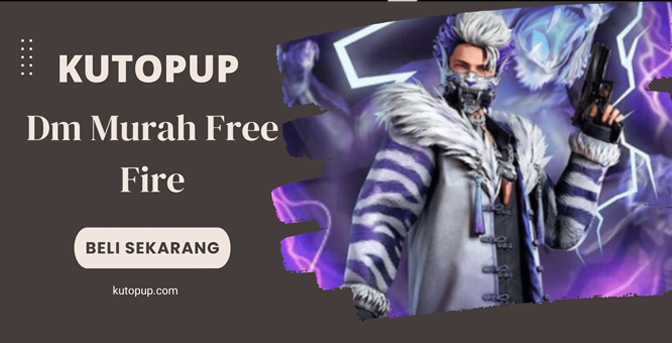 KUTOPUP
Dm Murah Free
Fire
BELI SEKARANG
kutopup.com